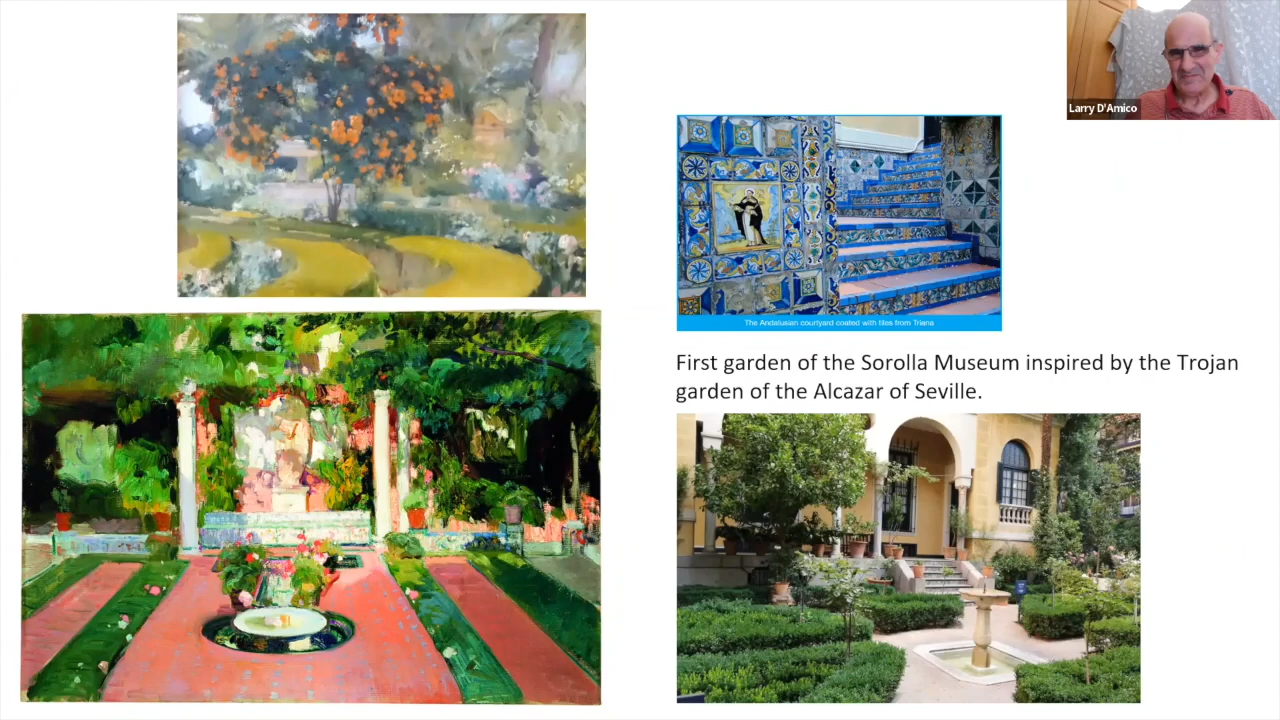 Larry D'Amico
The Andalusian courtyard coated with tiles from Triana
First garden of the Sorolla Museum inspired by the Trojan
garden of the Alcazar of Seville.